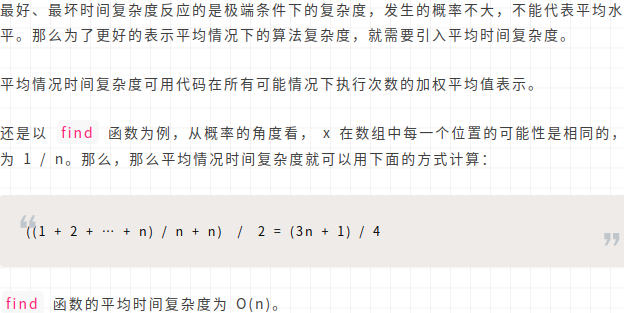 最好、最坏时间复杂度反应的是极端条件下的复杂度，发生的概率不大，不能代表平均水
平。那么为了更好的表示平均情况下的算法复杂度，就需要引入平均时间复杂度。
平均情况时间复杂度可用代码在所有可能情况下执行次数的加权平均值表示。
还是以 find 函数为例，从概率的角度看， x 在数组中每一个位置的可能性是相同的，
为 1 / n。那么，那么平均情况时间复杂度就可以用下面的方式计算：
“ ((1 + 2 + … + n) / n + n) / 2 = (3n + 1) / 4 ”
find 函数的平均时间复杂度为 O(n)。